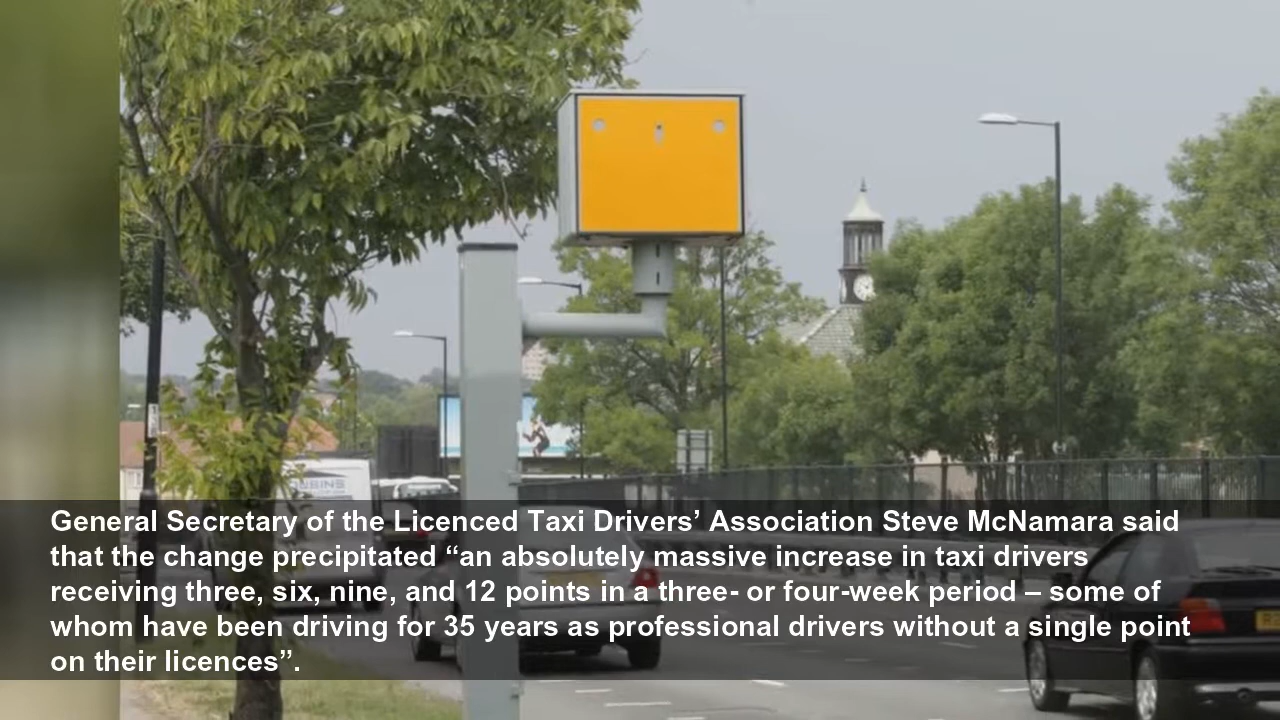 General Secretary of the Licenced Taxi Drivers’ Association Steve McNamara said
that the change precipitated “an absolutely massive increase in taxi drivers
receiving three, six, nine, and 12 points in a three- or four-week period – some of
whom have been driving for 35 years as professional drivers without a single point
on their licences”.